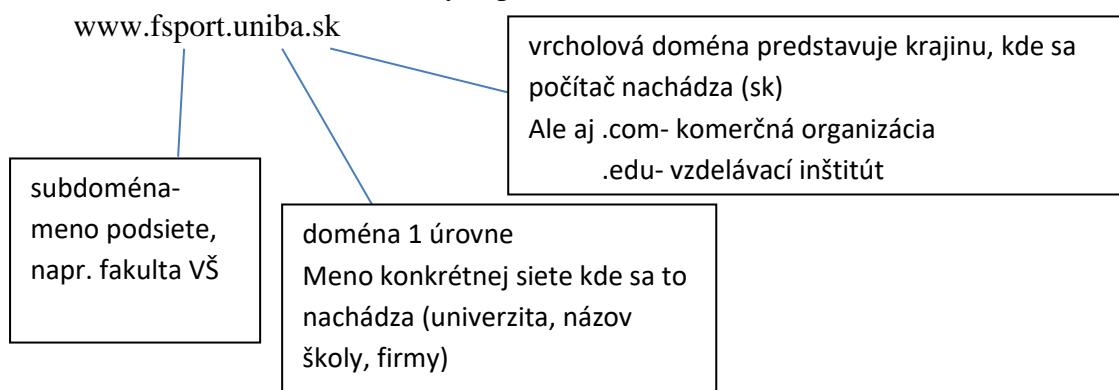 www.fsport.uniba.sk
vrcholová doména predstavuje krajinu, kde sa
počítač nachádza (sk)
Ale aj .com- komerčná organizácia
.edu- vzdelávací inštitút
subdoména-
meno podsiete,
napr. fakulta VŠ
doména 1 úrovne
Meno konkrétnej siete kde sa to
nachádza (univerzita, názov
školy, firmy)